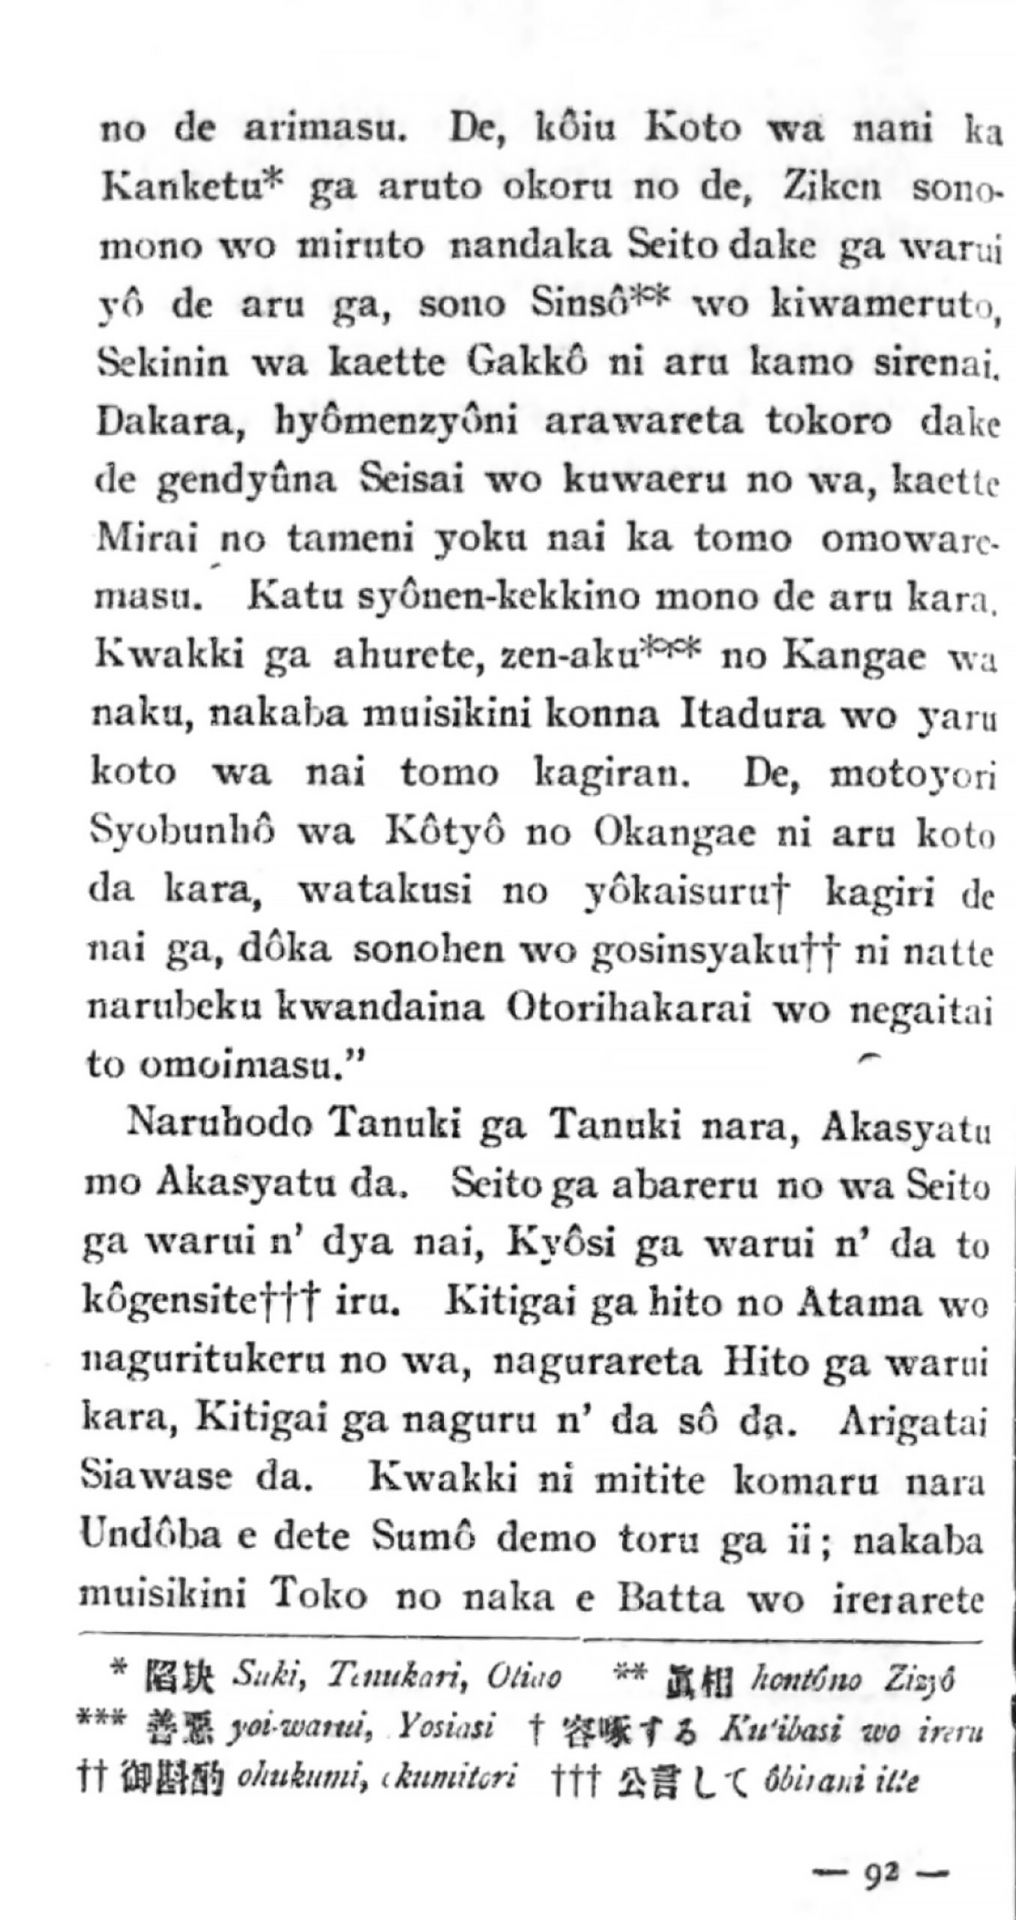 no de arimasu. De, kôiu Koto wa nani ka
Kanketu* ga aruto okoru no de, Ziken sono-
mono wo miruto nandaka Seito dake ga warui
yô de aru ga, sono Sinsô** wo kiwameruto,
Sekinin wa kaette Gakkô ni aru kamo sirenai.
Dakara, hyômenzyôni arawareta tokoro dake
de gendyûna Seisai wo kuwaeru no wa, kaette
Mirai no tameni yoku nai ka tomo omoware-
masu. Katu syônen-kekkino mono de aru kara,
Kwakki ga ahurete, zen-aku*** no Kangae wa
naku, nakaba muisikini konna Itadura wo yaru
koto wa nai tomo kagiran. De, motoyori
Syobunhô wa Kôtyô no Okangae ni aru koto
da kara, watakusi no yôkaisuru† kagiri de
nai ga, dôka sonohen wo gosinsyaku†† ni natte
narubeku kwandaina Otorihakarai wo negaitai
to omoimasu.”
Naruhodo Tanuki ga Tanuki nara, Akasyatu
mo Akasyatu da. Seito ga abareru no wa Seito
ga warui n’ dya nai, Kyôsi ga warui n’ da to
kôgensite††† iru. Kitigai ga hito no Atama wo
naguritukeru no wa, nagurareta Hito ga warui
kara, Kitigai ga naguru n’ da sô da. Arigatai
Siawase da. Kwakki ni mitite komaru nara
Undôba e dete Sumô demo toru ga ii; nakaba
muisikini Toko no naka e Batta wo irerarete
* 陷缺 Suki, Tenukari, Otido ** 眞相 hontôno Zizyô
*** 善惡 yoi-warui, Yosiasi † 容喙する Kutibasi wo ireru
†† 御斟酌 ohukumi, okumitori ††† 公言して ôbirani itte
— 92 —